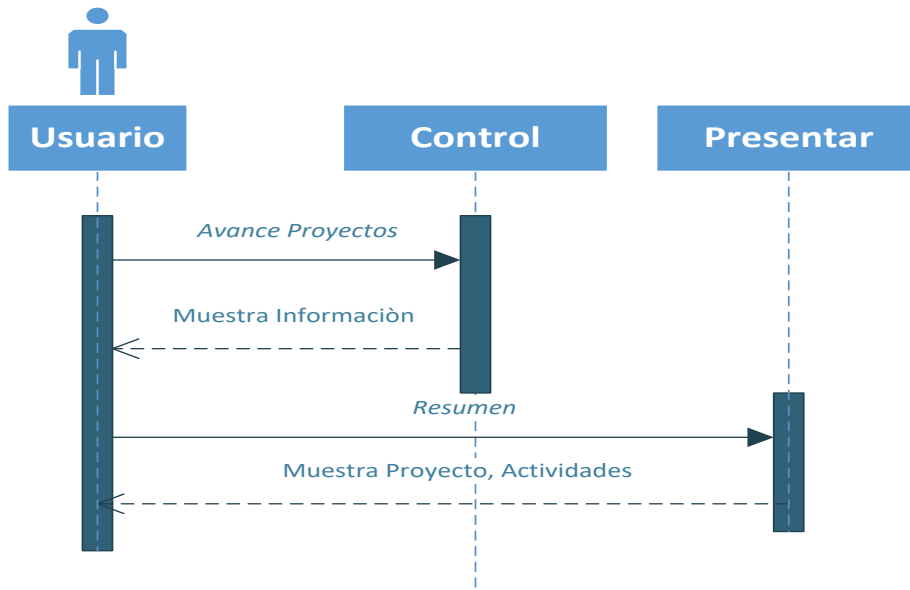 Usuario
Control
Presentar
Avance Proyectos
Muestra Informaciòn
Resumen
Muestra Proyecto, Actividades